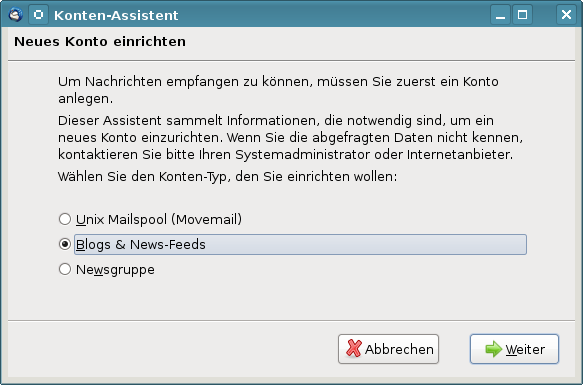 Konten-Assistent
Neues Konto einrichten
Um Nachrichten empfangen zu können, müssen Sie zuerst ein Konto
anlegen.
Dieser Assistent sammelt Informationen, die notwendig sind, um ein
neues Konto einzurichten. Wenn Sie die abgefragten Daten nicht kennen,
kontaktieren Sie bitte Ihren Systemadministrator oder Internetanbieter.
Wählen Sie den Konten-Typ, den Sie einrichten wollen:
Unix Mailspool (Movemail)
Blogs & News-Feeds
Newsgruppe
Abbrechen
Weiter